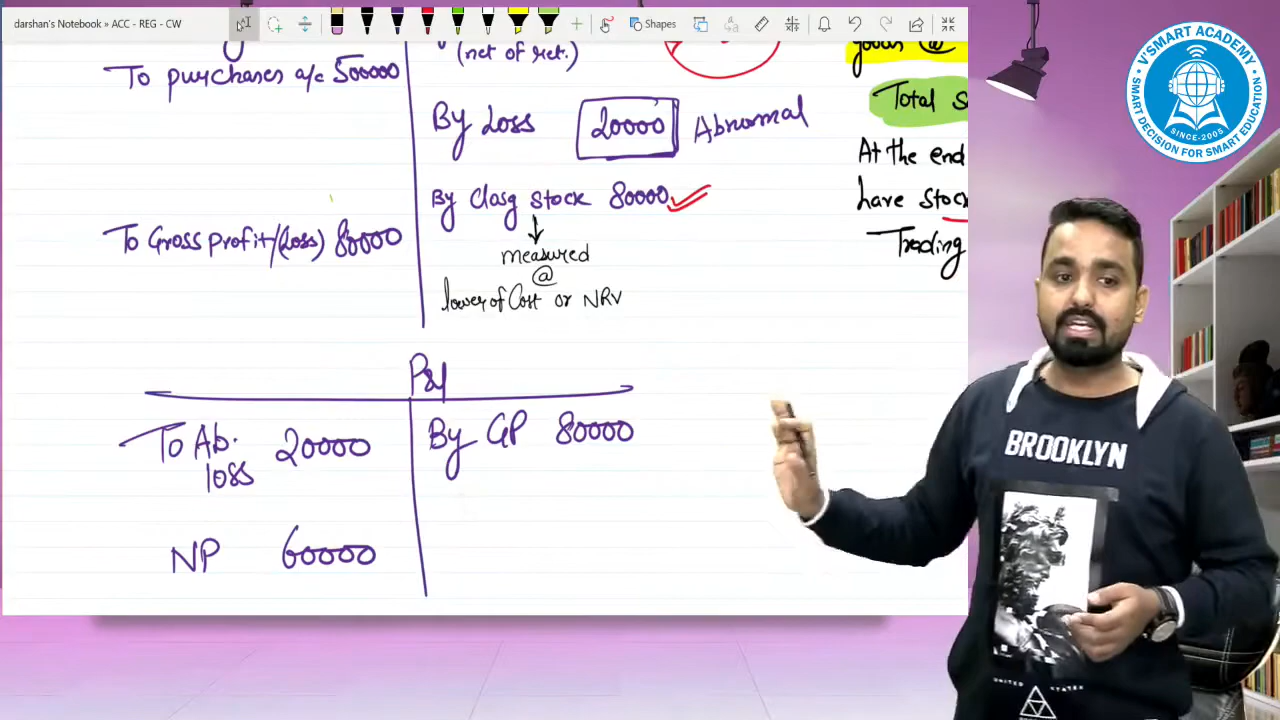 darshan's Notebook » ACC - REG - CW
Shapes
To purchases a/c 500000
(net of ret.)
By Loss 20000 Abnormal
By Closg stock 80000
measured
@
lower of Cost or NRV
To Gross profit/(Loss) 80000
goods @
Total S
At the end
have stock
Trading
P&L
To Ab. loss 20000
By GP 80000
NP 60000
V'SMART ACADEMY
SINCE-2005
SMART DECISION FOR SMART EDUCATION
BROOKLYN
UNITED STATES